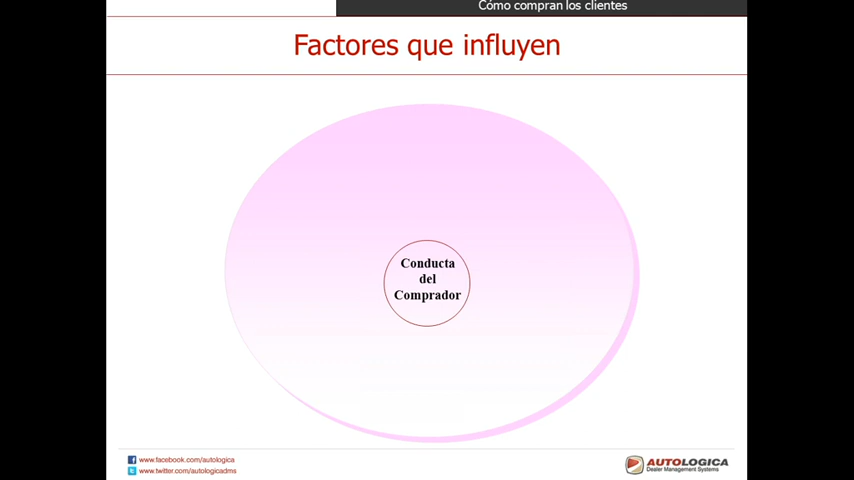 Cómo compran los clientes
Factores que influyen
Conducta
del
Comprador
www.facebook.com/autologica
www.twitter.com/autologicadms
AUTOLOGICA
Dealer Management Systems